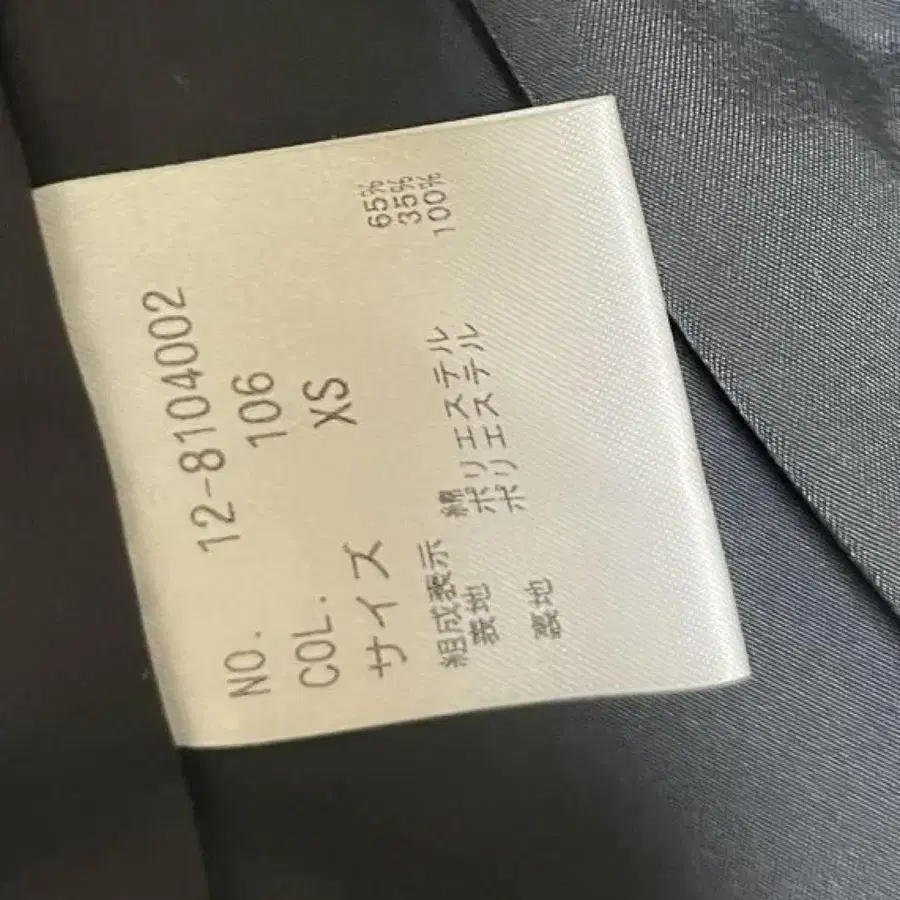 NO. 12-8104002
COL. 106
サイズ XS
組成表示
表地 綿 65%
ポリエステル 35%
裏地 ポリエステル 100%